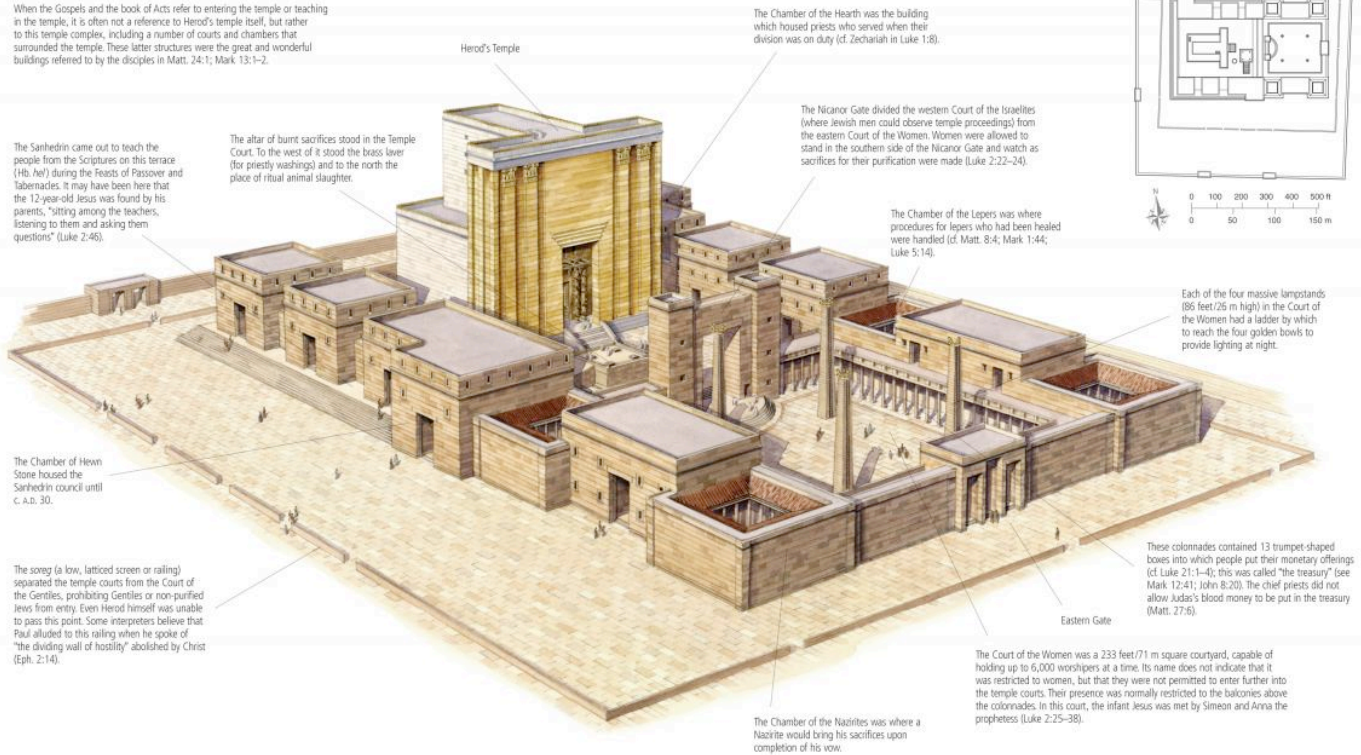 When the Gospels and the book of Acts refer to entering the temple or teaching
in the temple, it is often not a reference to Herod's temple itself, but rather
to this temple complex, including a number of courts and chambers that
surrounded the temple. These latter structures were the great and wonderful
buildings referred to by the disciples in Matt. 24:1; Mark 13:1–2.
Herod's Temple
The Chamber of the Hearth was the building
which housed priests who served when their
division was on duty (cf. Zechariah in Luke 1:8).
The Sanhedrin came out to teach the
people from the Scriptures on this terrace
(Hb. hel) during the Feasts of Passover and
Tabernacles. It may have been here that
the 12-year-old Jesus was found by his
parents, "sitting among the teachers,
listening to them and asking them
questions" (Luke 2:46).
The altar of burnt sacrifices stood in the Temple
Court. To the west of it stood the brass laver
(for priestly washings) and to the north the
place of ritual animal slaughter.
The Nicanor Gate divided the western Court of the Israelites
(where Jewish men could observe temple proceedings) from
the eastern Court of the Women. Women were allowed to
stand in the southern side of the Nicanor Gate and watch as
sacrifices for their purification were made (Luke 2:22–24).
The Chamber of the Lepers was where
procedures for lepers who had been healed
were handled (cf. Matt. 8:4; Mark 1:44;
Luke 5:14).
N
0 100 200 300 400 500 ft
0 50 100 150 m
Each of the four massive lampstands
(86 feet/26 m high) in the Court of
the Women had a ladder by which
to reach the four golden bowls to
provide lighting at night.
The Chamber of Hewn
Stone housed the
Sanhedrin council until
c. A.D. 30.
The soreg (a low, latticed screen or railing)
separated the temple courts from the Court of
the Gentiles, prohibiting Gentiles or non-purified
Jews from entry. Even Herod himself was unable
to pass this point. Some interpreters believe that
Paul alluded to this railing when he spoke of
"the dividing wall of hostility" abolished by Christ
(Eph. 2:14).
These colonnades contained 13 trumpet-shaped
boxes into which people put their monetary offerings
(cf. Luke 21:1–4); this was called "the treasury" (see
Mark 12:41; John 8:20). The chief priests did not
allow Judas's blood money to be put in the treasury
(Matt. 27:6).
Eastern Gate
The Court of the Women was a 233 feet/71 m square courtyard, capable of
holding up to 6,000 worshipers at a time. Its name does not indicate that it
was restricted to women, but that they were not permitted to enter further into
the temple courts. Their presence was normally restricted to the balconies above
the colonnades. In this court, the infant Jesus was met by Simeon and Anna the
prophetess (Luke 2:25–38).
The Chamber of the Nazirites was where a
Nazirite would bring his sacrifices upon
completion of his vow.